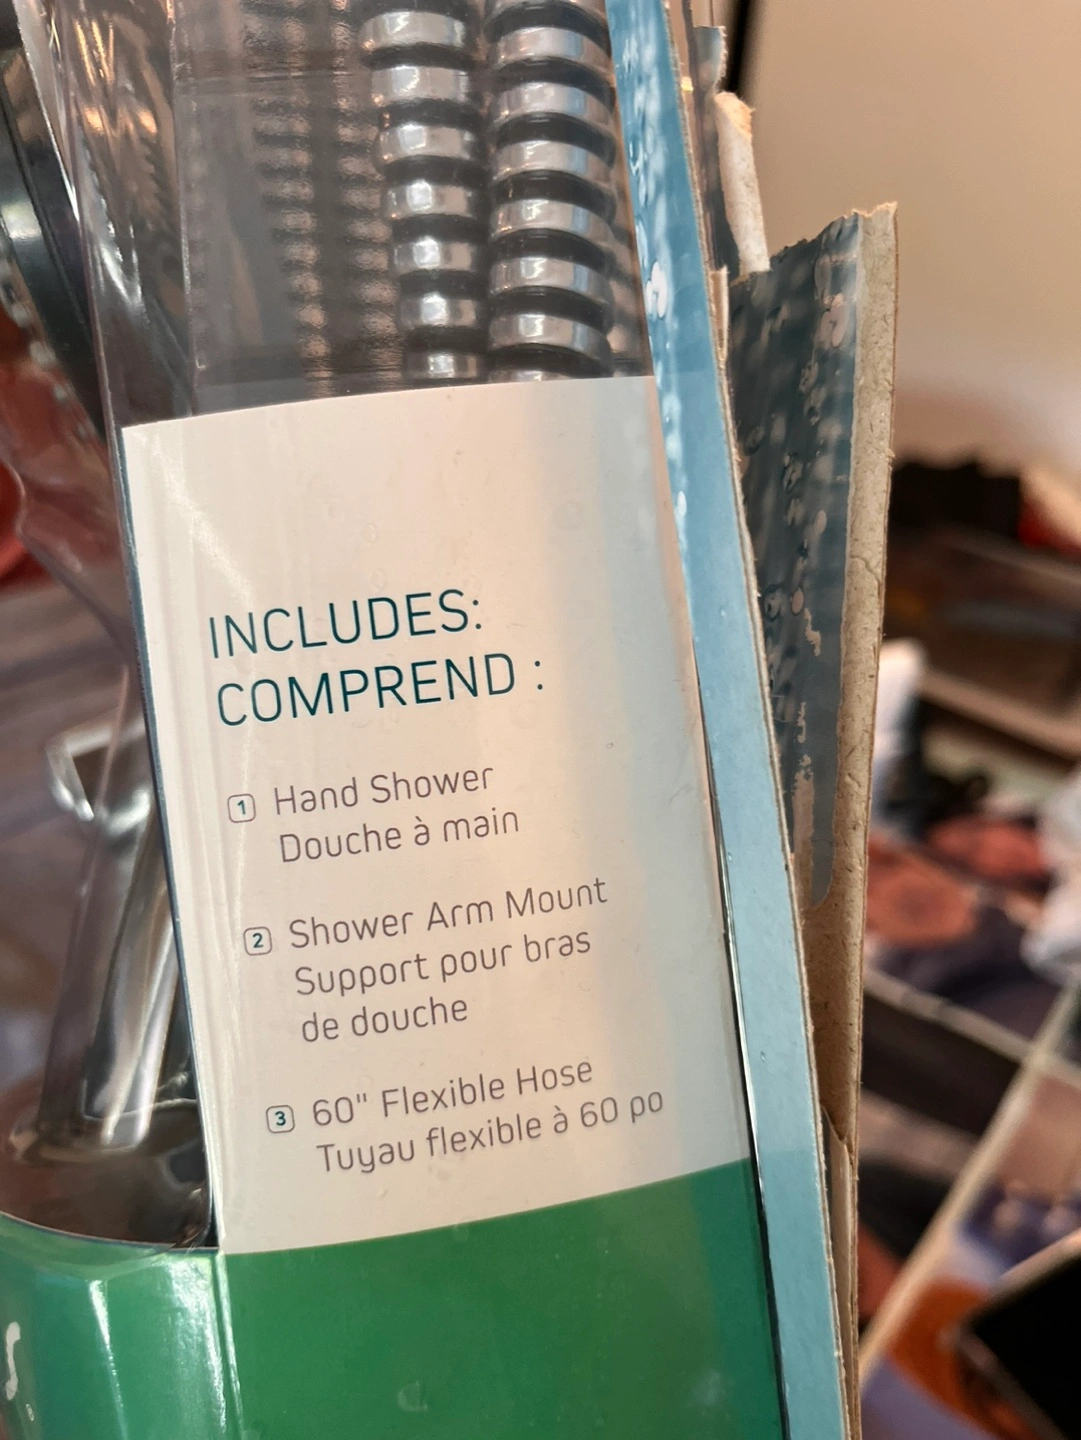 INCLUDES:
COMPREND :
1 Hand Shower
Douche à main
2 Shower Arm Mount
Support pour bras
de douche
3 60" Flexible Hose
Tuyau flexible à 60 po